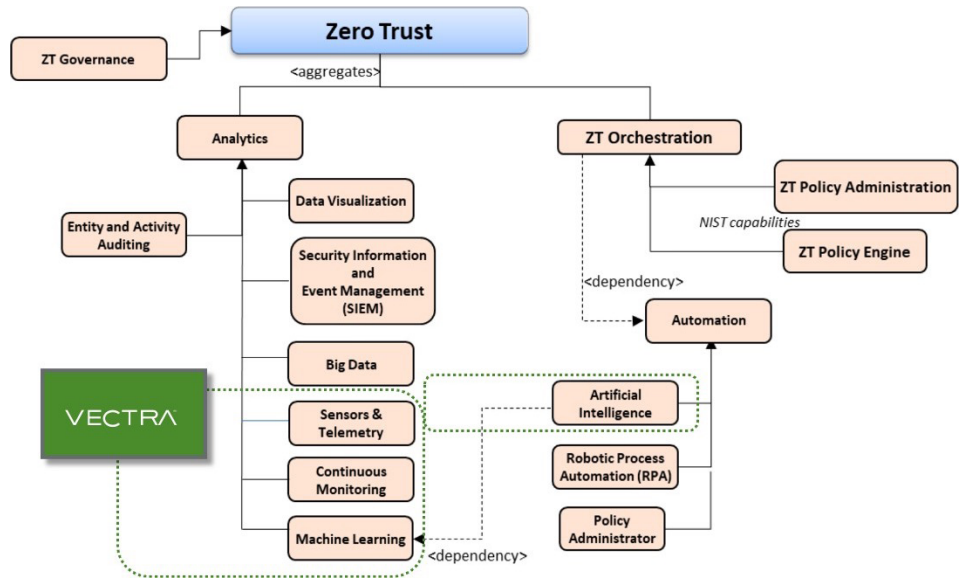 Zero Trust
ZT Governance
<aggregates>
Analytics
ZT Orchestration
Data Visualization
ZT Policy Administration
Entity and Activity
Auditing
NIST capabilities
Security Information
and
Event Management
(SIEM)
ZT Policy Engine
<dependency>
Automation
Big Data
VECTRA
Artificial
Intelligence
Sensors &
Telemetry
Continuous
Monitoring
Robotic Process
Automation (RPA)
Machine Learning
Policy
Administrator
<dependency>